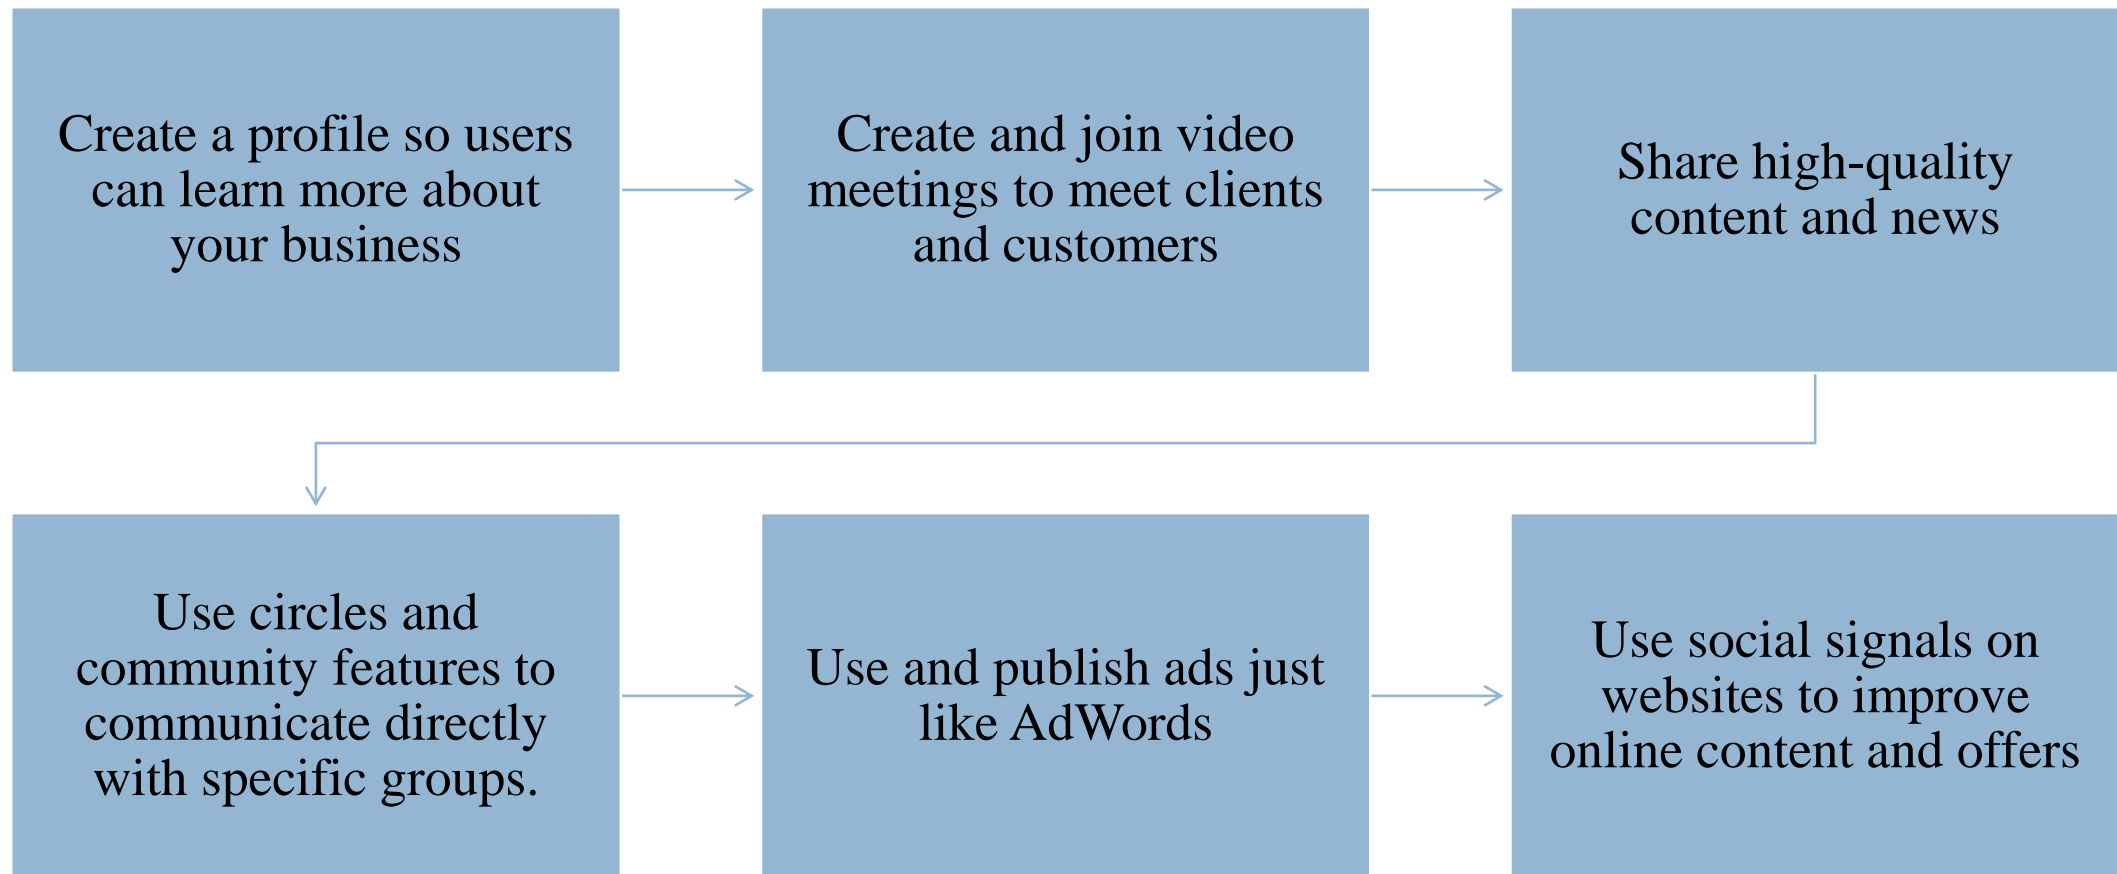 Create a profile so users
can learn more about
your business
Create and join video
meetings to meet clients
and customers
Share high-quality
content and news
Use circles and
community features to
communicate directly
with specific groups.
Use and publish ads just
like AdWords
Use social signals on
websites to improve
online content and offers